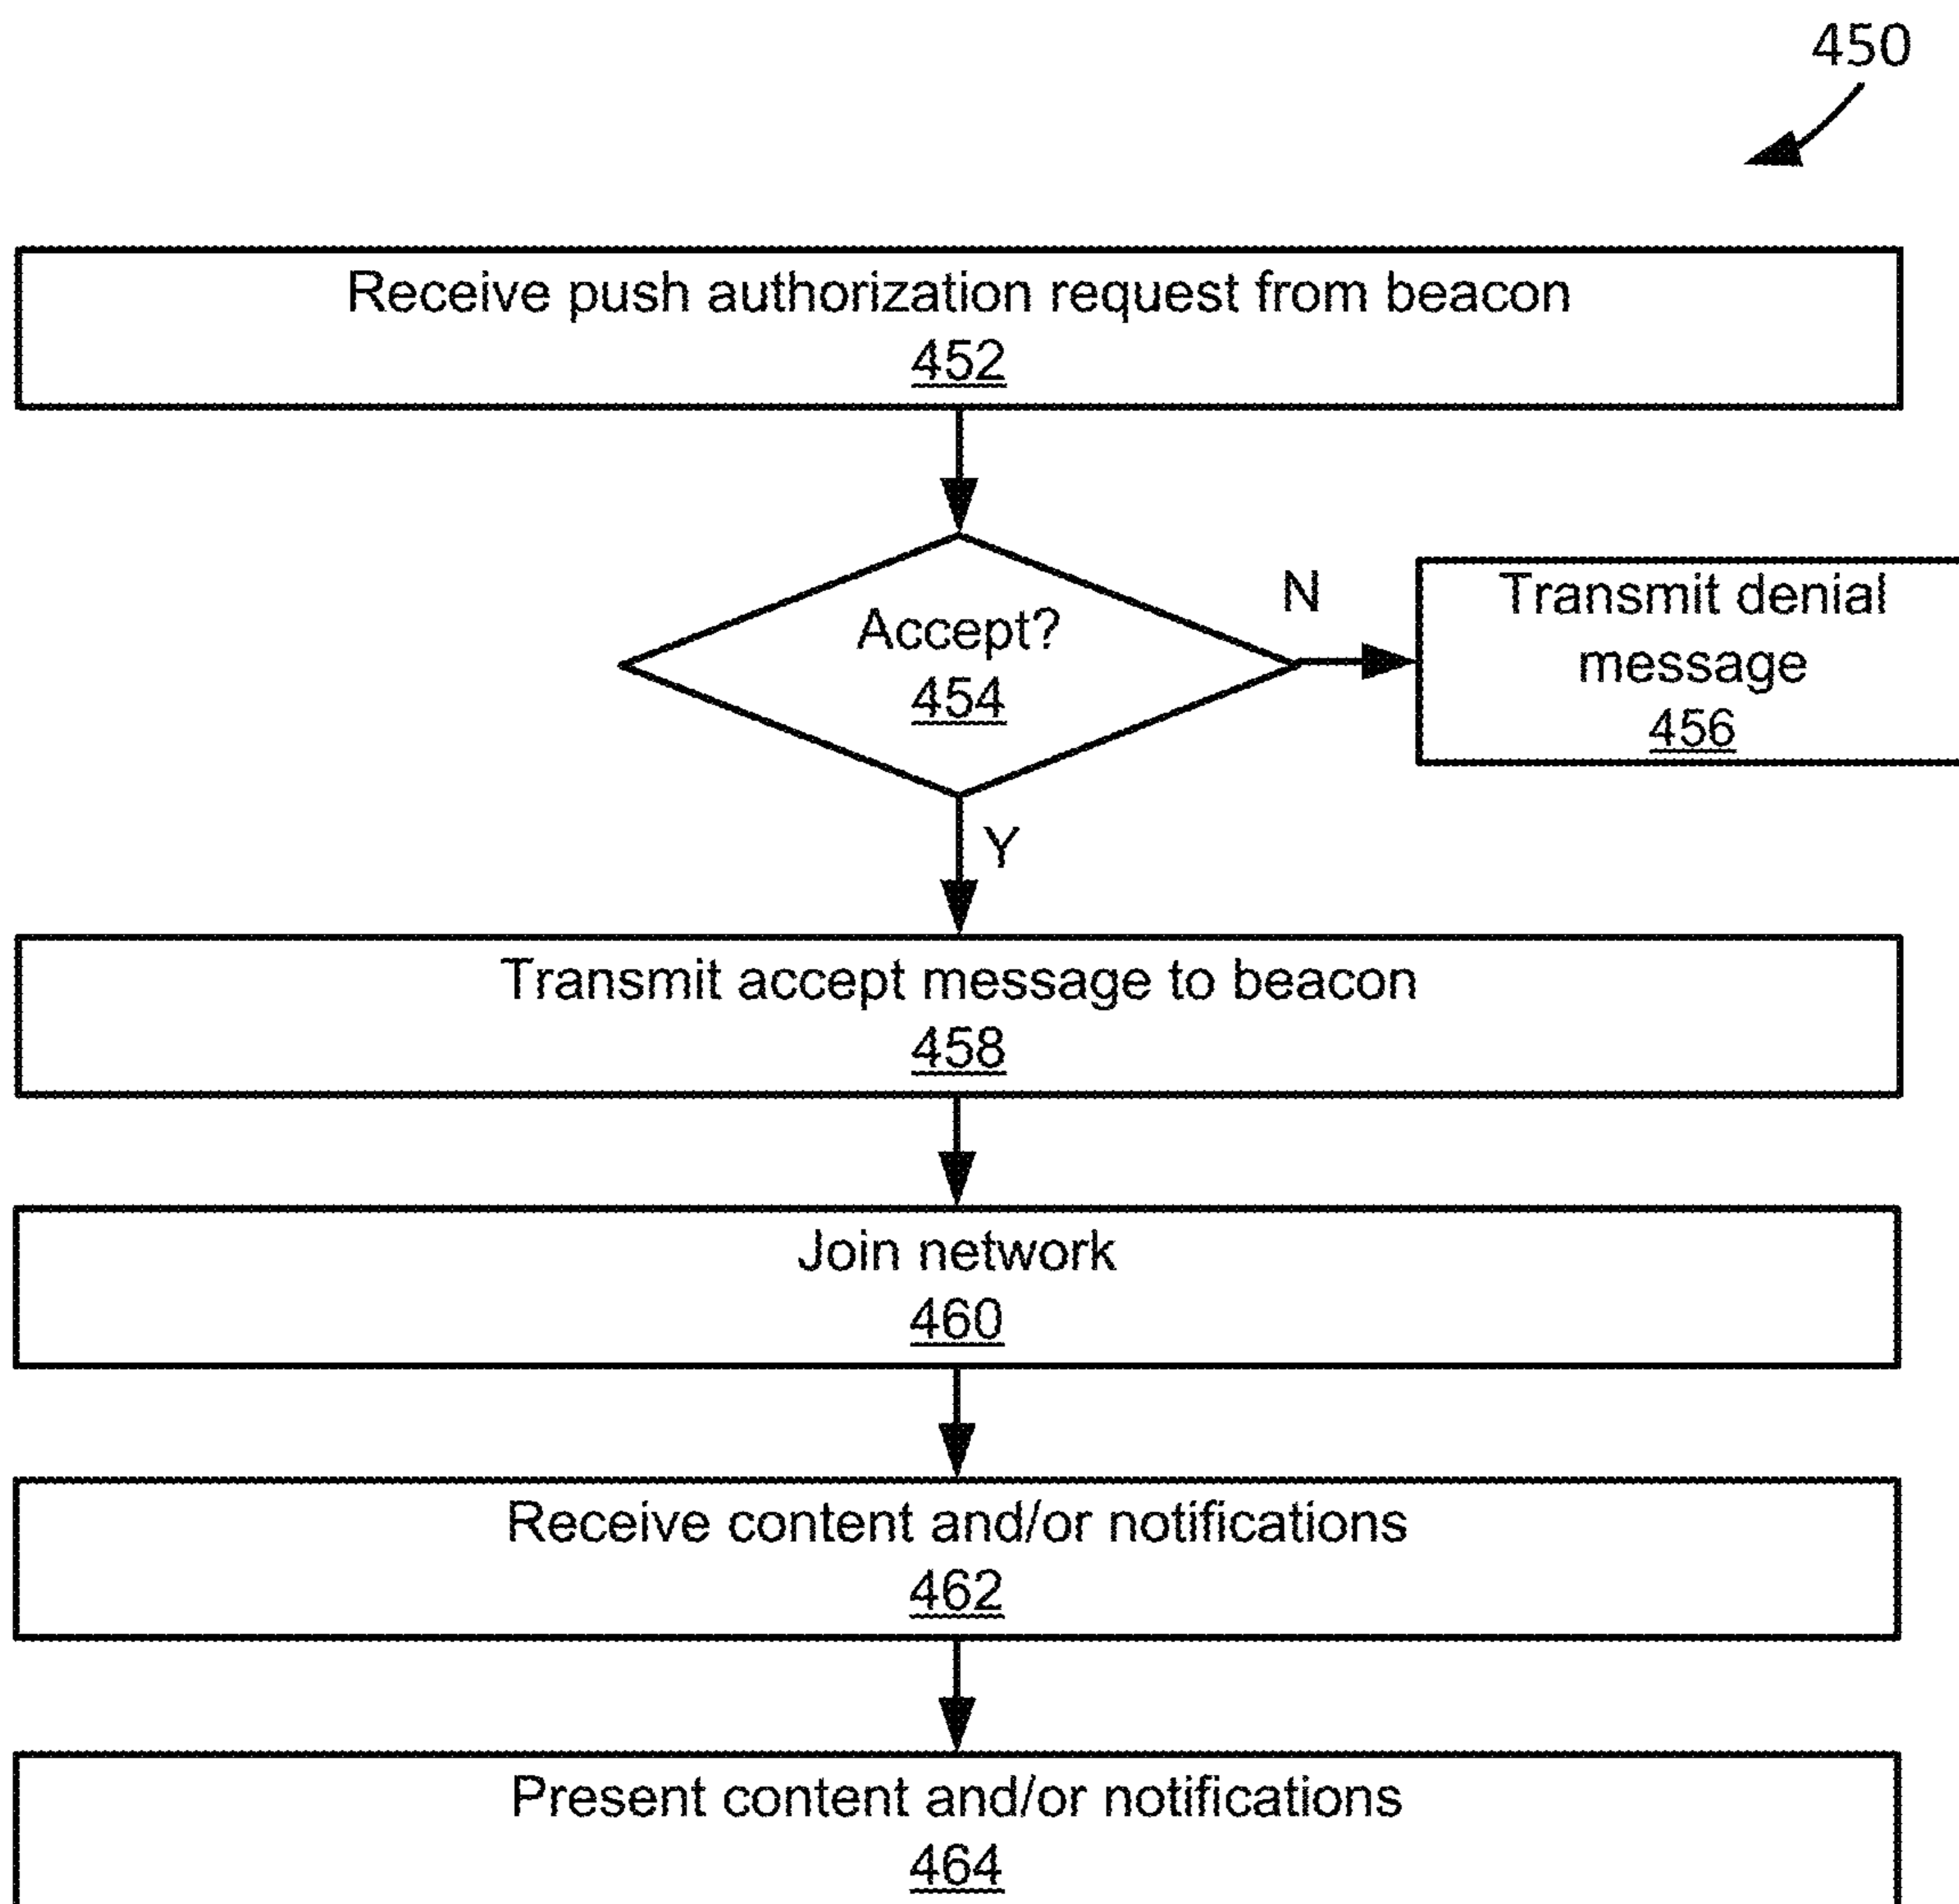 450
Receive push authorization request from beacon
452
Accept?
454
N
Transmit denial
message
456
Y
Transmit accept message to beacon
458
Join network
460
Receive content and/or notifications
462
Present content and/or notifications
464